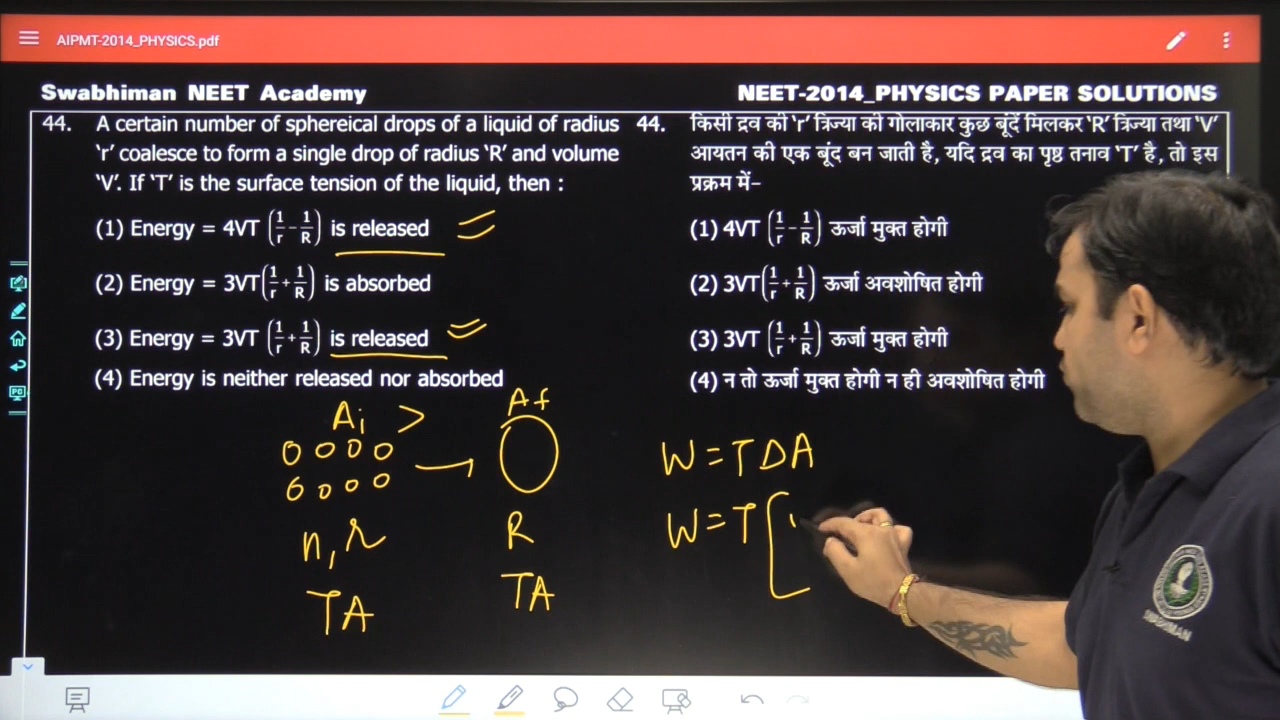 AIPMT-2014_PHYSICS.pdf
Swabhiman NEET Academy
NEET-2014_PHYSICS PAPER SOLUTIONS
44. A certain number of sphereical drops of a liquid of radius
'r' coalesce to form a single drop of radius 'R' and volume
'V'. If 'T' is the surface tension of the liquid, then :
(1) Energy = 4VT (1/r - 1/R) is released
(2) Energy = 3VT(1/r + 1/R) is absorbed
(3) Energy = 3VT (1/r + 1/R) is released
(4) Energy is neither released nor absorbed
44. किसी द्रव की 'r' त्रिज्या की गोलाकार कुछ बूंदें मिलकर 'R' त्रिज्या तथा 'V'
आयतन की एक बूंद बन जाती है, यदि द्रव का पृष्ठ तनाव 'T' है, तो इस
प्रक्रम में–
(1) 4VT (1/r - 1/R) ऊर्जा मुक्त होगी
(2) 3VT(1/r + 1/R) ऊर्जा अवशोषित होगी
(3) 3VT (1/r + 1/R) ऊर्जा मुक्त होगी
(4) न तो ऊर्जा मुक्त होगी न ही अवशोषित होगी
Ai > Af
n, r
R
TA
TA
W = TΔA
W = T [
PC
SWABHIMAN